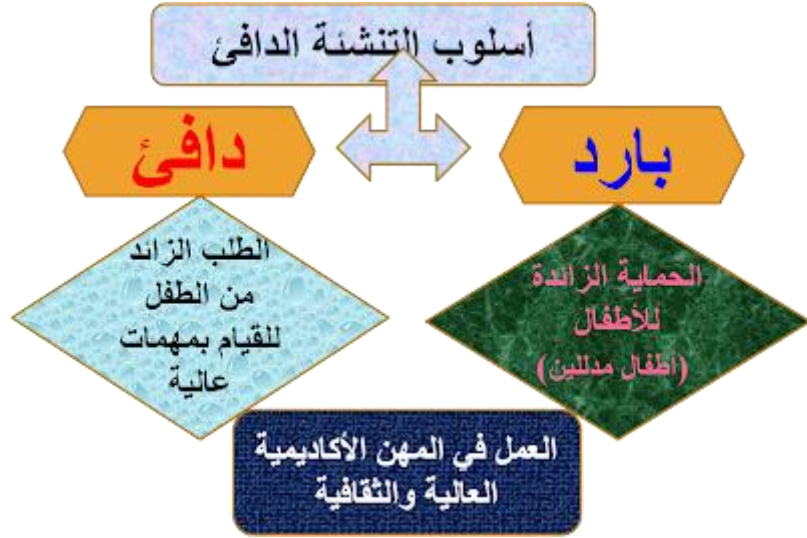 أسلوب التنشئة الدافئ
بارد
دافئ
الحماية الزائدة
للأطفال
(أطفال مدللين)
الطلب الزائد
من الطفل
للقيام بمهمات
عالية
العمل في المهن الأكاديمية
العالية والثقافية